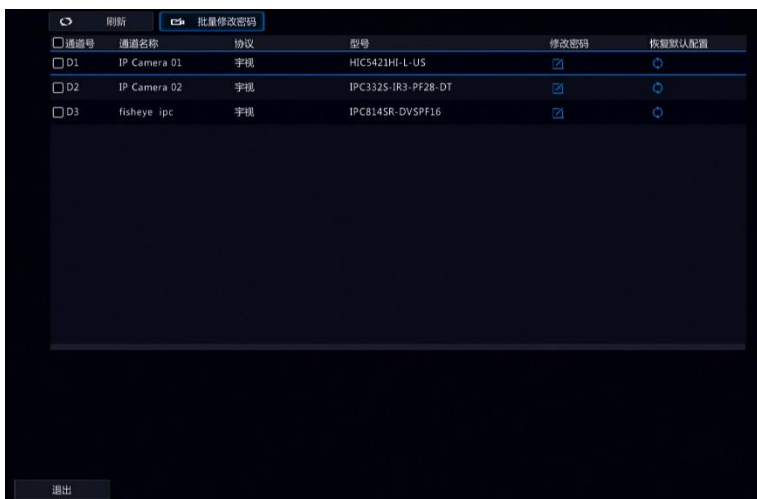 刷新 批量修改密码
通道号 通道名称 协议 型号 修改密码 恢复默认配置
D1 IP Camera 01 宇视 HIC5421HI-L-US
D2 IP Camera 02 宇视 IPC332S-IR3-PF28-DT
D3 fisheye ipc 宇视 IPC814SR-DVSPF16
退出